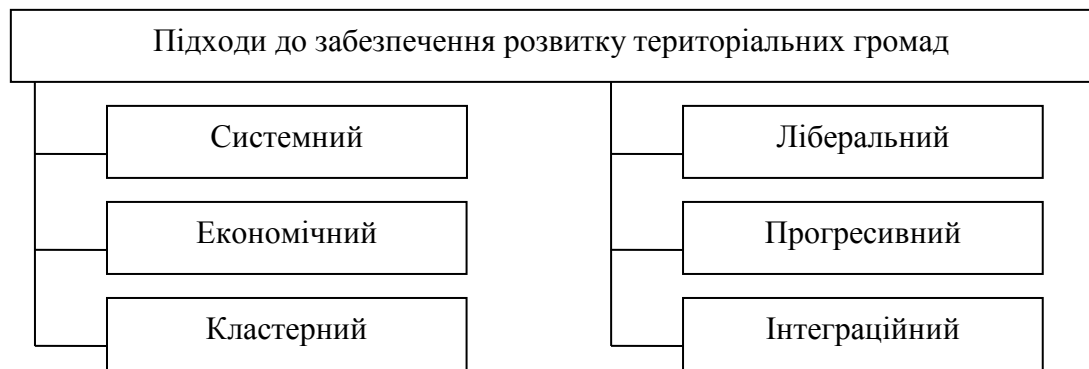 Підходи до забезпечення розвитку територіальних громад
Системний
Економічний
Кластерний
Ліберальний
Прогресивний
Інтеграційний